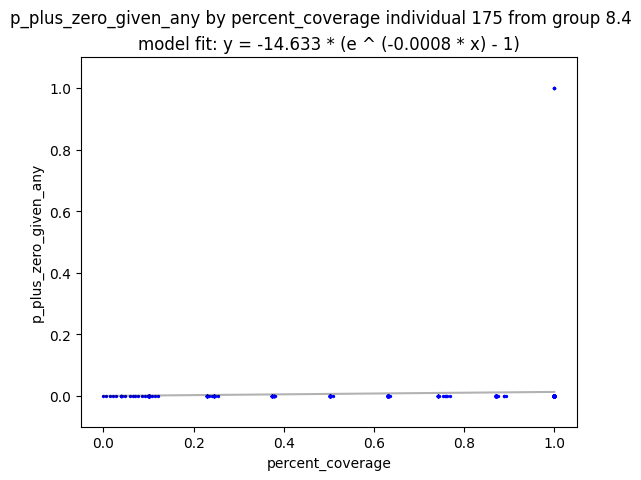 p_plus_zero_given_any by percent_coverage individual 175 from group 8.4
model fit: y = -14.633 * (e ^ (-0.0008 * x) - 1)
p_plus_zero_given_any
1.0
0.8
0.6
0.4
0.2
0.0
0.0 0.2 0.4 0.6 0.8 1.0
percent_coverage